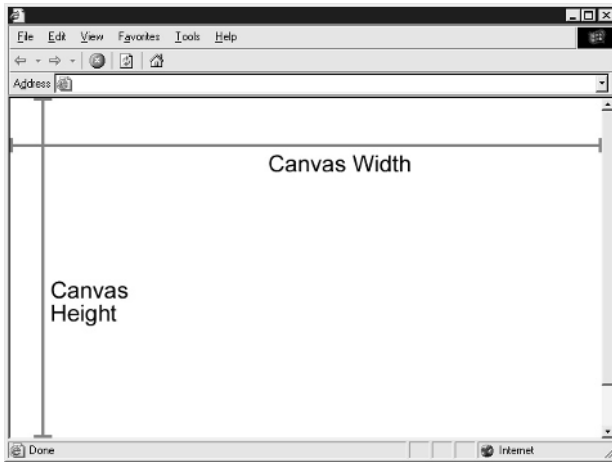 File Edit View Favorites Tools Help
Address
Canvas Width
Canvas
Height
Done Internet